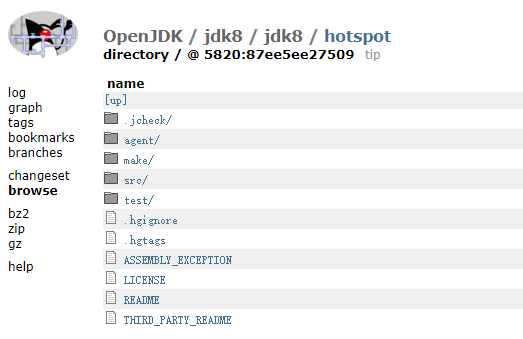 OpenJDK / jdk8 / jdk8 / hotspot
directory / @ 5820:87ee5ee27509 tip
log
graph
tags
bookmarks
branches
changeset
browse
bz2
zip
gz
help
name
[up]
.jcheck/
agent/
make/
src/
test/
.hgignore
.hgtags
ASSEMBLY_EXCEPTION
LICENSE
README
THIRD_PARTY_README